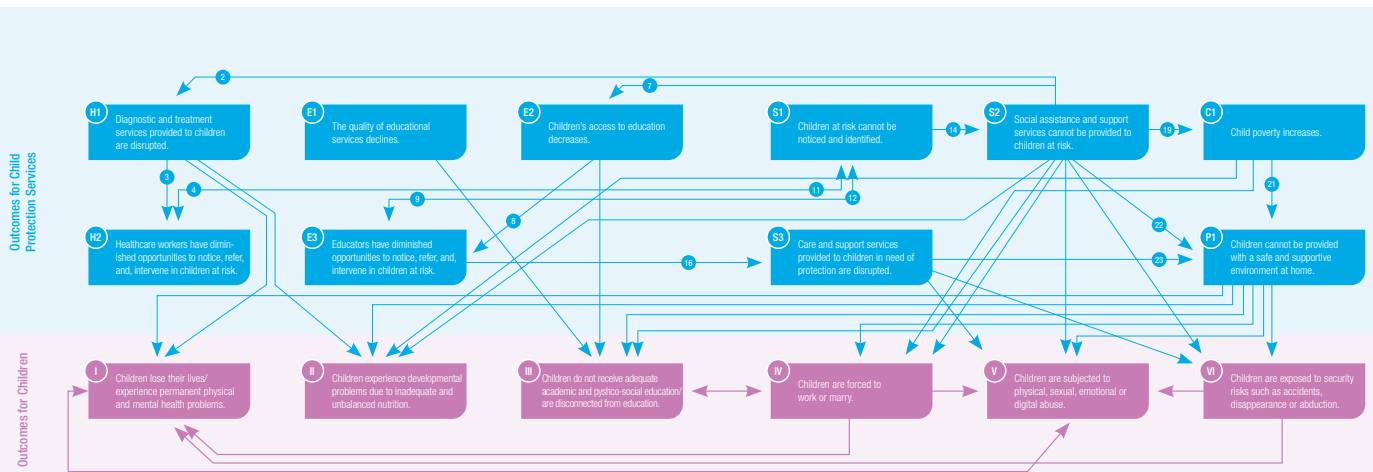 Outcomes for Child
Protection Services
2
7
H1
Diagnostic and treatment
services provided to children
are disrupted.
E1
The quality of educational
services declines.
E2
Children's access to education
decreases.
S1
Children at risk cannot be
noticed and identified.
14
S2
Social assistance and support
services cannot be provided to
children at risk.
19
C1
Child poverty increases.
3
4
11
12
9
8
21
22
H2
Healthcare workers have dimin-
ished opportunities to notice, refer,
and, intervene in children at risk.
E3
Educators have diminished
opportunities to notice, refer, and,
intervene in children at risk.
16
S3
Care and support services
provided to children in need of
protection are disrupted.
23
P1
Children cannot be provided
with a safe and supportive
environment at home.
Outcomes for Children
I
Children lose their lives/
experience permanent physical
and mental health problems.
II
Children experience developmental
problems due to inadequate and
unbalanced nutrition.
III
Children do not receive adequate
academic and pyshco-social education/
are disconnected from education.
IV
Children are forced to
work or marry.
V
Children are subjected to
physical, sexual, emotional or
digital abuse.
VI
Children are exposed to security
risks such as accidents,
disappearance or abduction.